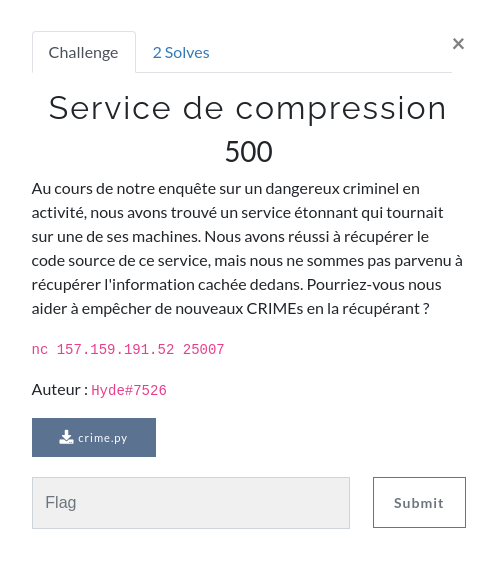 Challenge
2 Solves
×
Service de compression
500
Au cours de notre enquête sur un dangereux criminel en
activité, nous avons trouvé un service étonnant qui tournait
sur une de ses machines. Nous avons réussi à récupérer le
code source de ce service, mais nous ne sommes pas parvenu à
récupérer l'information cachée dedans. Pourriez-vous nous
aider à empêcher de nouveaux CRIMEs en la récupérant ?
nc 157.159.191.52 25007
Auteur : Hyde#7526
crime.py
Flag
Submit